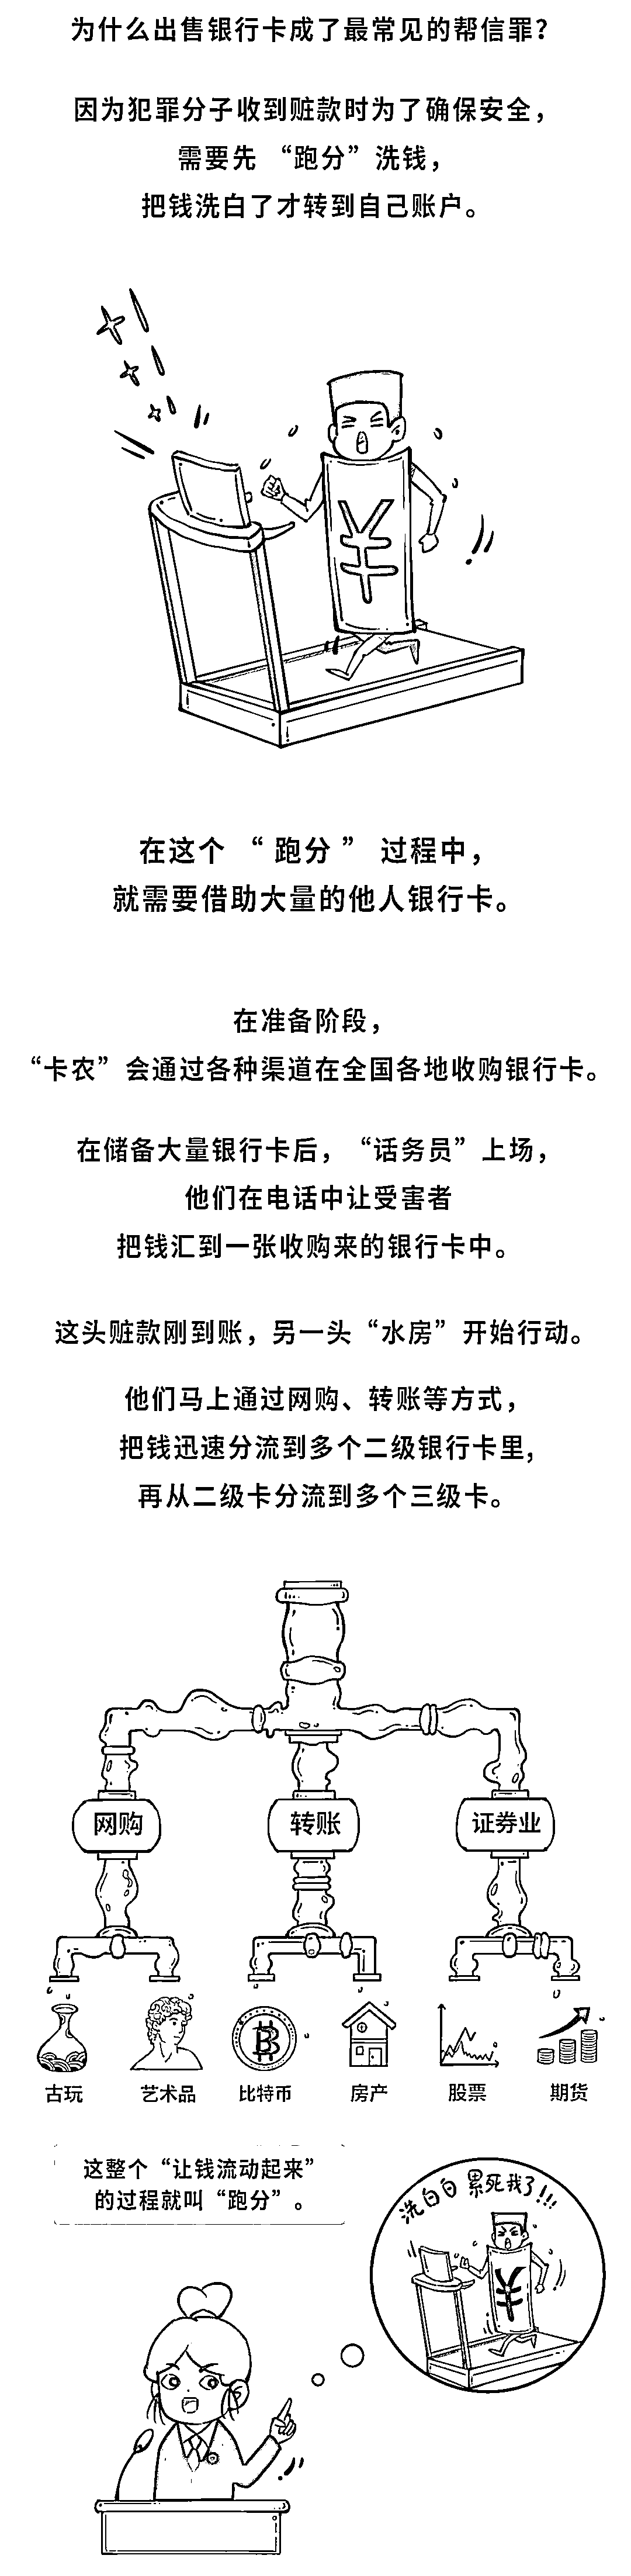 为什么出售银行卡成了最常见的帮信罪？
因为犯罪分子收到赃款时为了确保安全，
需要先 “跑分”洗钱，
把钱洗白了才转到自己账户。
¥
在这个 “ 跑分 ” 过程中，
就需要借助大量的他人银行卡。
在准备阶段，
“卡农”会通过各种渠道在全国各地收购银行卡。
在储备大量银行卡后，“话务员”上场，
他们在电话中让受害者
把钱汇到一张收购来的银行卡中。
这头赃款刚到账，另一头“水房”开始行动。
他们马上通过网购、转账等方式，
把钱迅速分流到多个二级银行卡里,
再从二级卡分流到多个三级卡。
网购 转账 证券业
B
古玩 艺术品 比特币 房产 股票 期货
这整个“让钱流动起来”
的过程就叫“跑分”。
洗白白 累死我了!!!
¥